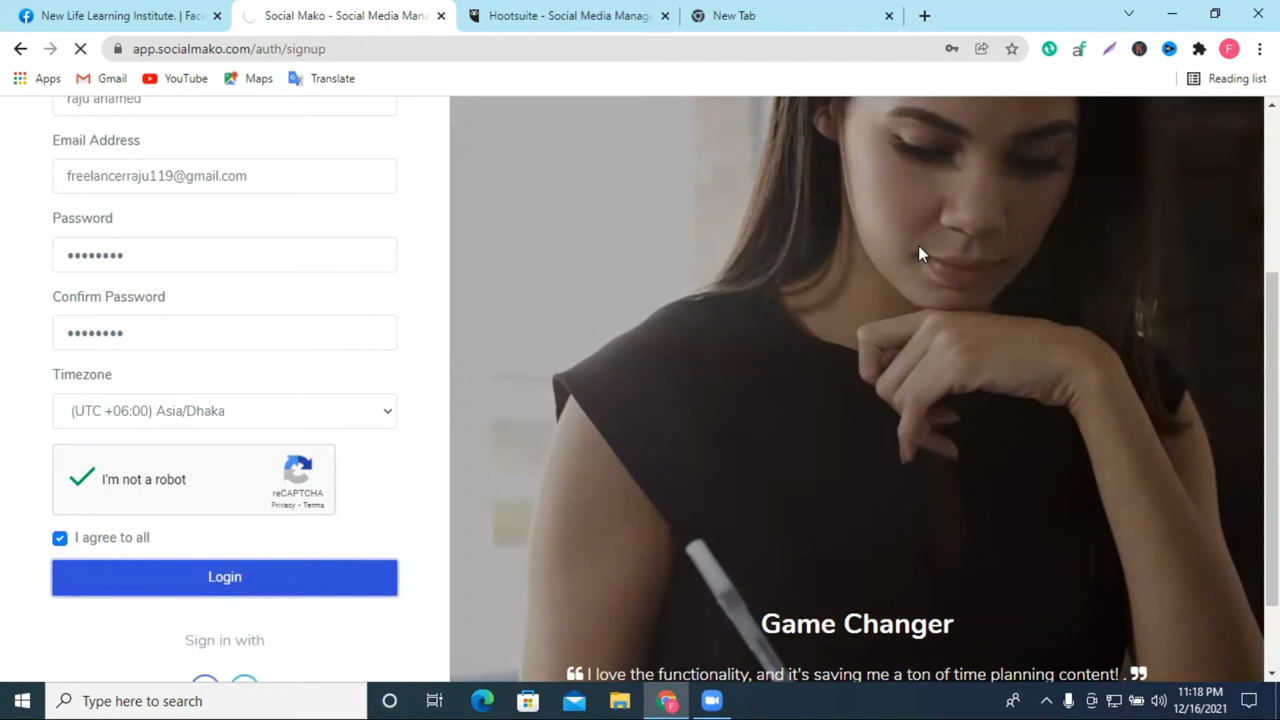 New Life Learning Institute. | Face
Social Mako - Social Media Mana
Hootsuite - Social Media Manage
New Tab
app.socialmako.com/auth/signup
F
Apps
Gmail
YouTube
Maps
Translate
Reading list
raju ahamed
Email Address
freelancerraju119@gmail.com
Password
Confirm Password
Timezone
(UTC +06:00) Asia/Dhaka
I'm not a robot
reCAPTCHA
Privacy - Terms
I agree to all
Login
Sign in with
Game Changer
❝ I love the functionality, and it's saving me a ton of time planning content! . ❞
Type here to search
11:18 PM
12/16/2021